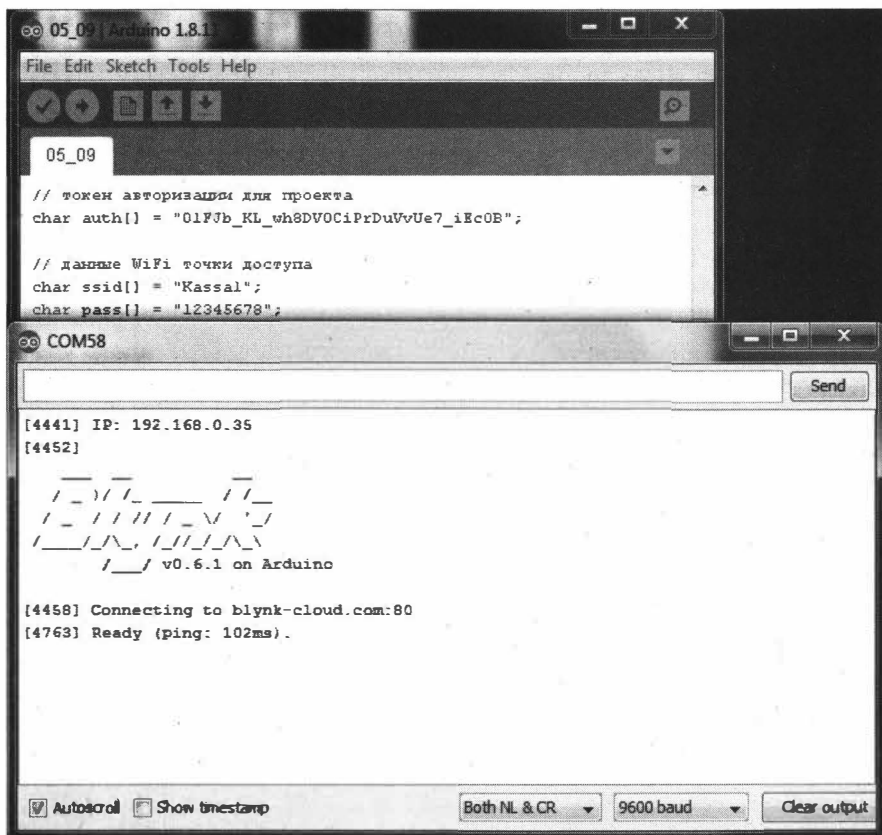 05_09 | Arduino 1.8.11
File Edit Sketch Tools Help
05_09
// токен авторизации для проекта
char auth[] = "01FJb_KL_wh8DV0CiPrDuVvUe7_iEc0B";
// данные WiFi точки доступа
char ssid[] = "Kassal";
char pass[] = "12345678";
COM58
Send
[4441] IP: 192.168.0.35
[4452]
v0.6.1 on Arduino
[4458] Connecting to blynk-cloud.com:80
[4763] Ready (ping: 102ms).
Autoscroll Show timestamp Both NL & CR 9600 baud Clear output